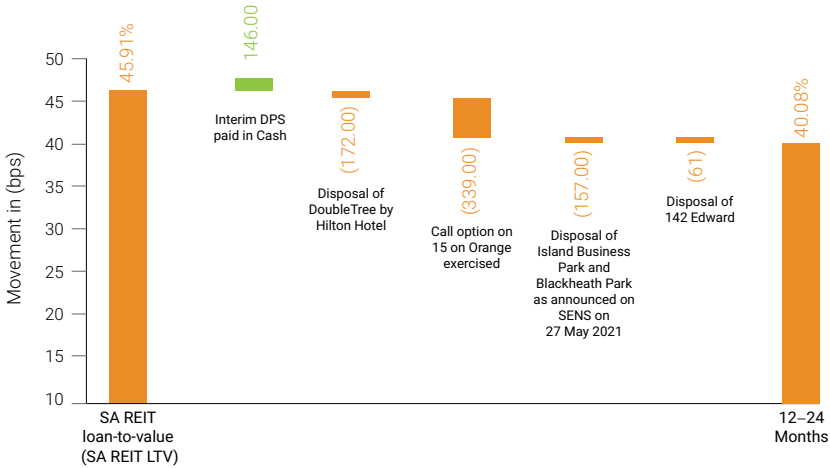 Movement in (bps)
50
45
40
35
30
25
20
15
10
45.91%
SA REIT
loan-to-value
(SA REIT LTV)
146.00
Interim DPS
paid in Cash
(172.00)
Disposal of
DoubleTree by
Hilton Hotel
(339.00)
Call option on
15 on Orange
exercised
(157.00)
Disposal of
Island Business
Park and
Blackheath Park
as announced on
SENS on
27 May 2021
(61)
Disposal of
142 Edward
40.08%
12–24
Months